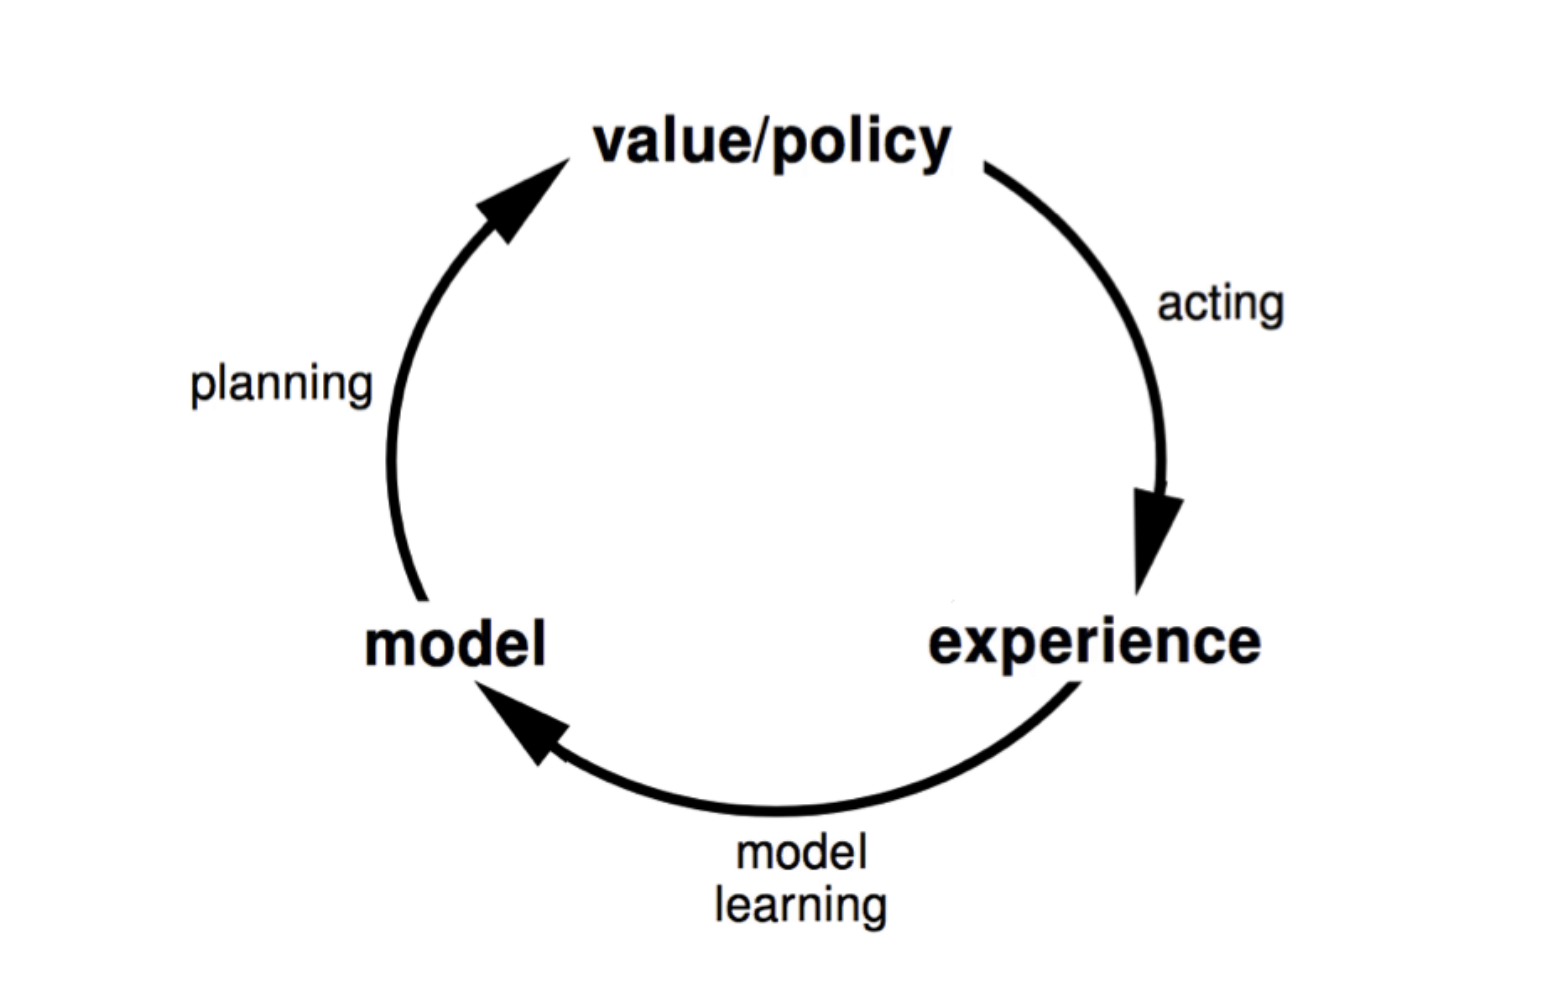 value/policy
acting
planning
model
experience
model
learning